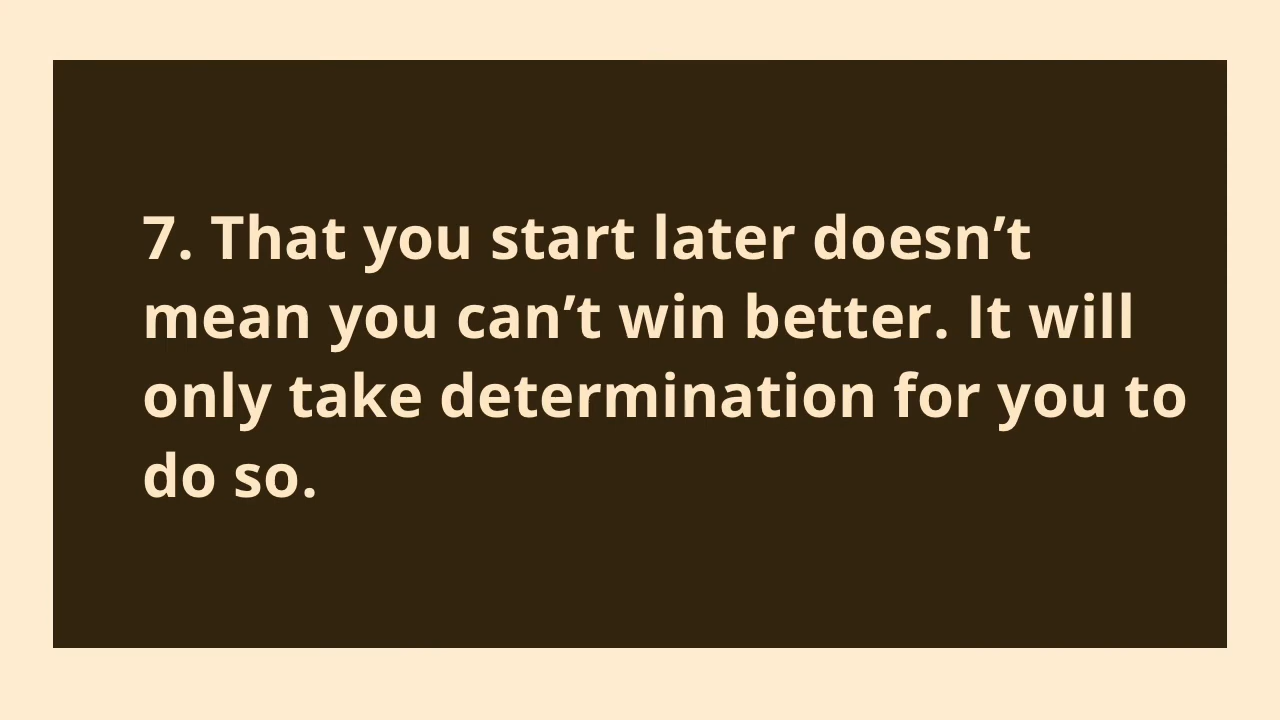 7. That you start later doesn’t
mean you can’t win better. It will
only take determination for you to
do so.